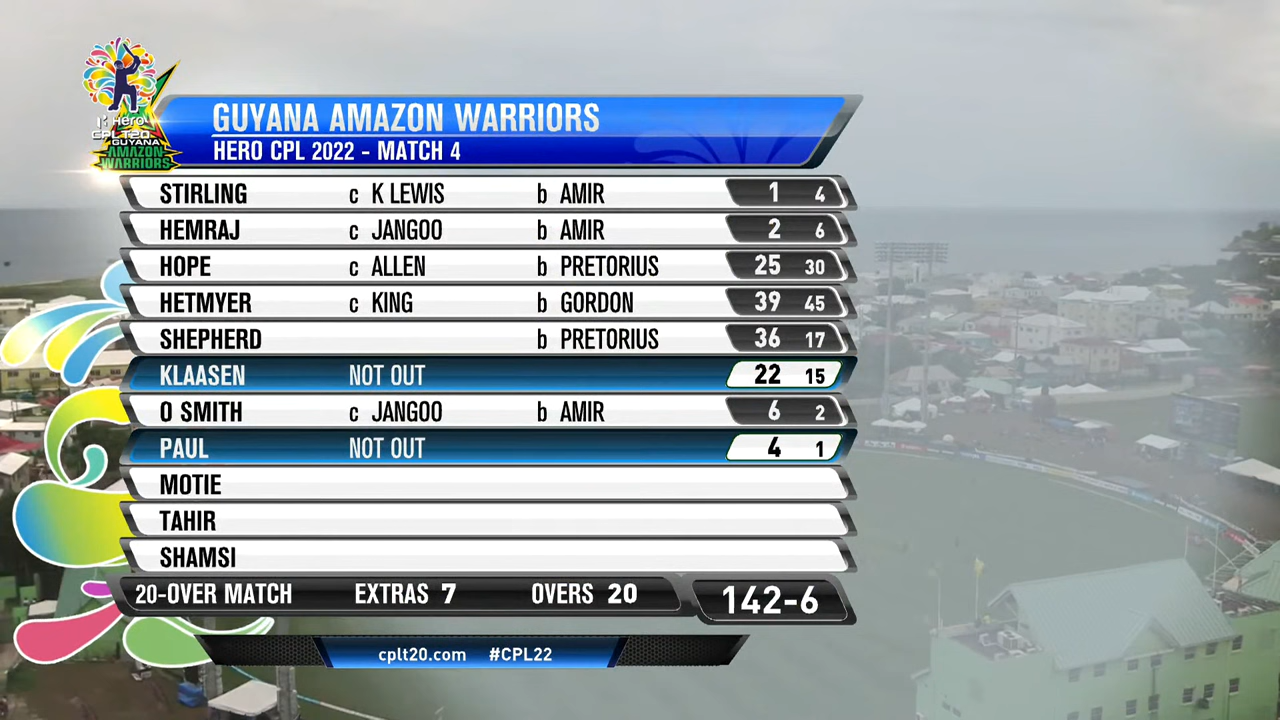 Hero
CPLT20
GUYANA
AMAZON
WARRIORS
GUYANA AMAZON WARRIORS
HERO CPL 2022 - MATCH 4
STIRLING c K LEWIS b AMIR 1 4
HEMRAJ c JANGOO b AMIR 2 6
HOPE c ALLEN b PRETORIUS 25 30
HETMYER c KING b GORDON 39 45
SHEPHERD b PRETORIUS 36 17
KLAASEN NOT OUT 22 15
O SMITH c JANGOO b AMIR 6 2
PAUL NOT OUT 4 1
MOTIE
TAHIR
SHAMSI
20-OVER MATCH EXTRAS 7 OVERS 20 142-6
cplt20.com #CPL22